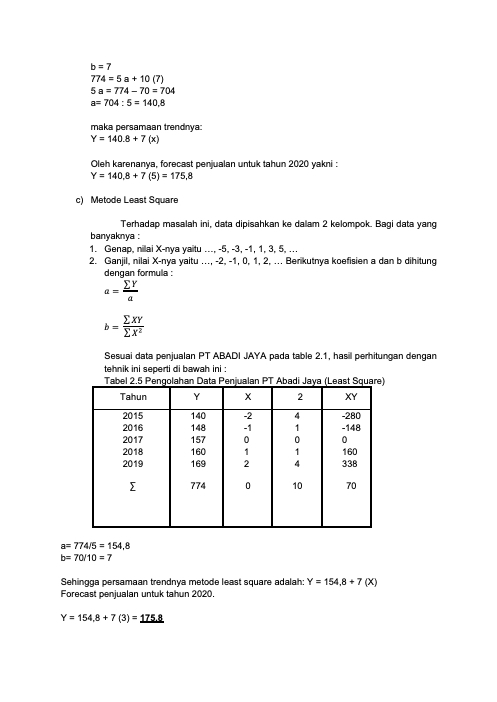 b = 7
774 = 5 a + 10 (7)
5 a = 774 – 70 = 704
a= 704 : 5 = 140,8
maka persamaan trendnya:
Y = 140.8 + 7 (x)
Oleh karenanya, forecast penjualan untuk tahun 2020 yakni :
Y = 140,8 + 7 (5) = 175,8
c) Metode Least Square
Terhadap masalah ini, data dipisahkan ke dalam 2 kelompok. Bagi data yang
banyaknya :
1. Genap, nilai X-nya yaitu …, -5, -3, -1, 1, 3, 5, …
2. Ganjil, nilai X-nya yaitu …, -2, -1, 0, 1, 2, … Berikutnya koefisien a dan b dihitung
dengan formula :
a = ∑Y / a
b = ∑XY / ∑X²
Sesuai data penjualan PT ABADI JAYA pada table 2.1, hasil perhitungan dengan
tehnik ini seperti di bawah ini :
Tabel 2.5 Pengolahan Data Penjualan PT Abadi Jaya (Least Square)
Tahun Y X 2 XY
2015 140 -2 4 -280
2016 148 -1 1 -148
2017 157 0 0 0
2018 160 1 1 160
2019 169 2 4 338
∑ 774 0 10 70
a= 774/5 = 154,8
b= 70/10 = 7
Sehingga persamaan trendnya metode least square adalah: Y = 154,8 + 7 (X)
Forecast penjualan untuk tahun 2020.
Y = 154,8 + 7 (3) = 175,8